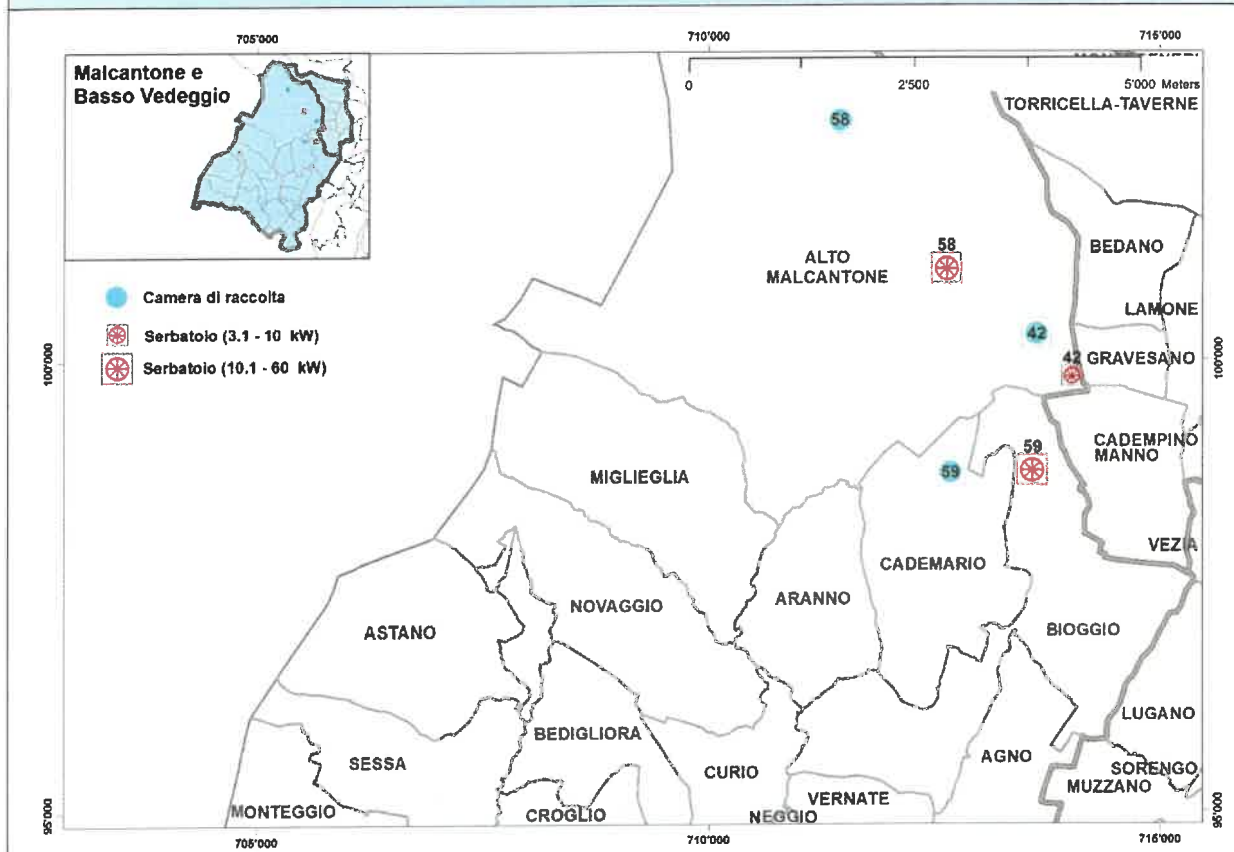 705'000
710'000
716'000
Malcantone e
Basso Vedeggio
0
2'500
5'000 Meters
TORRICELLA-TAVERNE
58
BEDANO
ALTO
MALCANTONE
58
LAMONE
Camera di raccolta
Serbatoio (3.1 - 10 kW)
Serbatoio (10.1 - 60 kW)
42
GRAVESANO
42
100'000
100'000
CADEMPINO
MANNO
59
59
MIGLIEGLIA
VEZIA
CADEMARIO
ARANNO
NOVAGGIO
ASTANO
BIOGGIO
LUGANO
BEDIGLIORA
AGNO
SESSA
CURIO
SORENGO
MUZZANO
VERNATE
MONTEGGIO
CROGLIO
NEGGIO
95'000
95'000
705'000
710'000
716'000